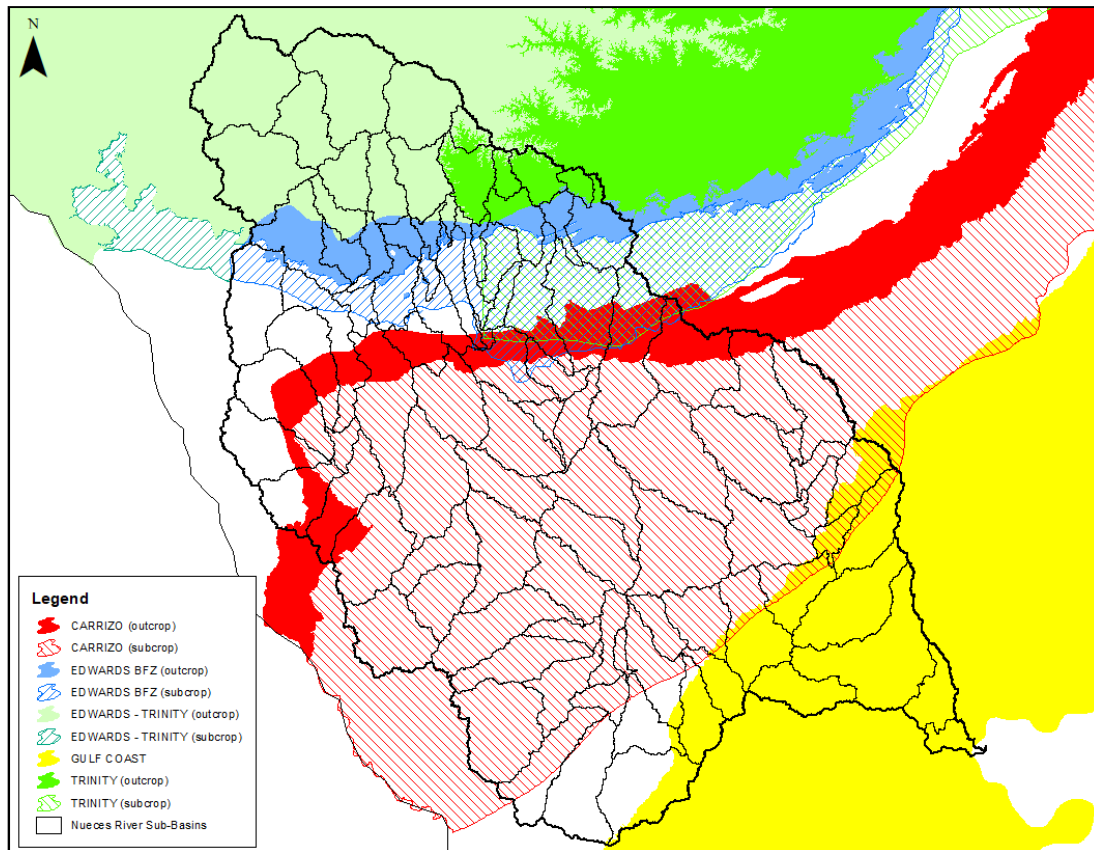 N
Legend
CARRIZO (outcrop)
CARRIZO (subcrop)
EDWARDS BFZ (outcrop)
EDWARDS BFZ (subcrop)
EDWARDS - TRINITY (outcrop)
EDWARDS - TRINITY (subcrop)
GULF COAST
TRINITY (outcrop)
TRINITY (subcrop)
Nueces River Sub-Basins